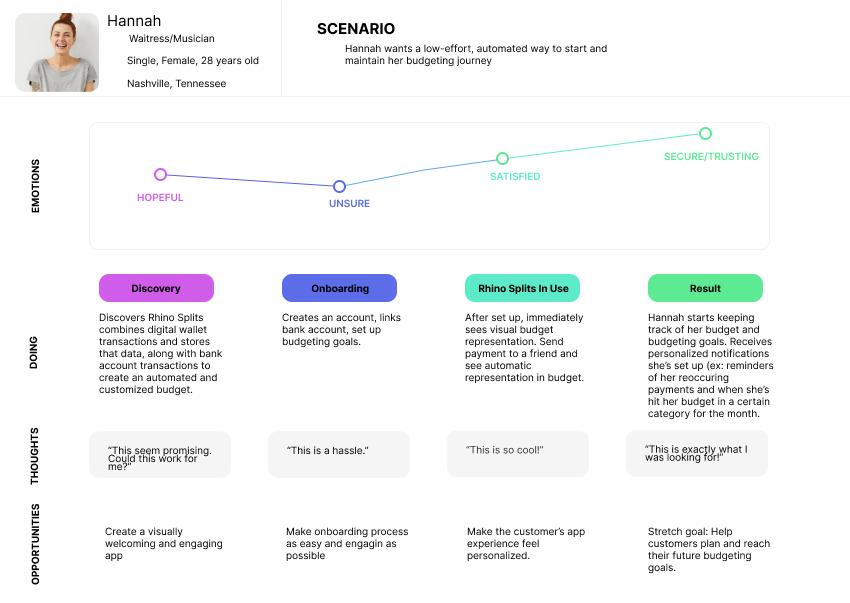 Hannah
Waitress/Musician
Single, Female, 28 years old
Nashville, Tennessee
SCENARIO
Hannah wants a low-effort, automated way to start and
maintain her budgeting journey
EMOTIONS
HOPEFUL
UNSURE
SATISFIED
SECURE/TRUSTING
Discovery
Onboarding
Rhino Splits In Use
Result
DOING
Discovers Rhino Splits
combines digital wallet
transactions and stores
that data, along with bank
account transactions to
create an automated and
customized budget.
Creates an account, links
bank account, set up
budgeting goals.
After set up, immediately
sees visual budget
representation. Send
payment to a friend and
see automatic
representation in budget.
Hannah starts keeping
track of her budget and
budgeting goals. Receives
personalized notifications
she’s set up (ex: reminders
of her reoccuring
payments and when she’s
hit her budget in a certain
category for the month.
THOUGHTS
“This seem promising.
Could this work for
me?”
“This is a hassle.”
“This is so cool!”
“This is exactly what I
was looking for!”
OPPORTUNITIES
Create a visually
welcoming and engaging
app
Make onboarding process
as easy and engagin as
possible
Make the customer’s app
experience feel
personalized.
Stretch goal: Help
customers plan and reach
their future budgeting
goals.